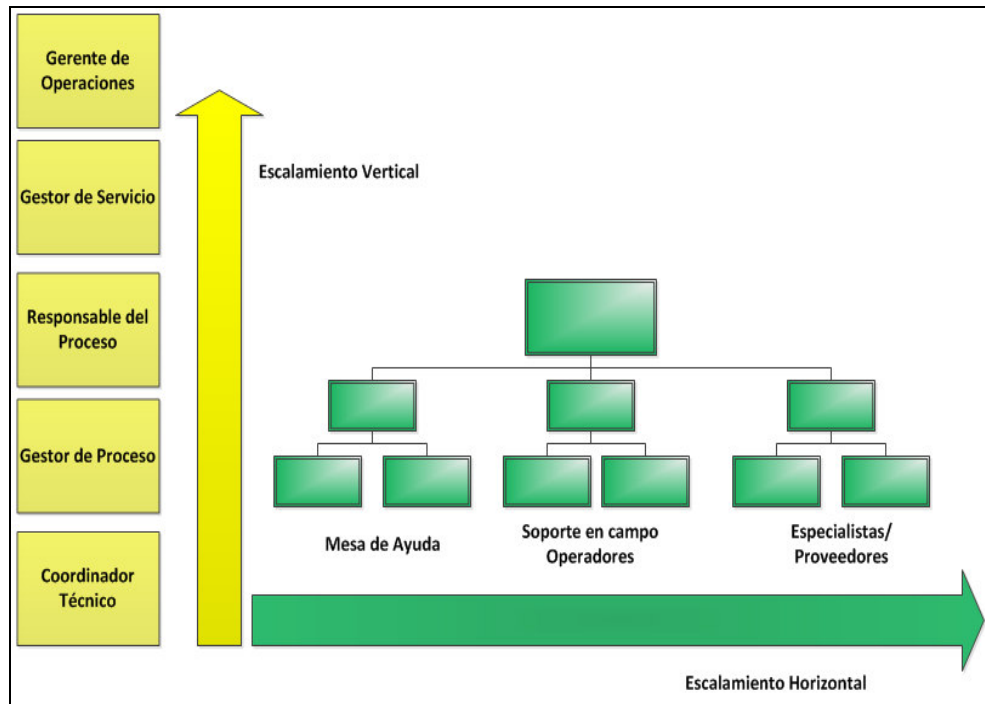 Gerente de
Operaciones
Gestor de Servicio
Responsable del
Proceso
Gestor de Proceso
Coordinador
Técnico
Escalamiento Vertical
Mesa de Ayuda
Soporte en campo
Operadores
Especialistas/
Proveedores
Escalamiento Horizontal